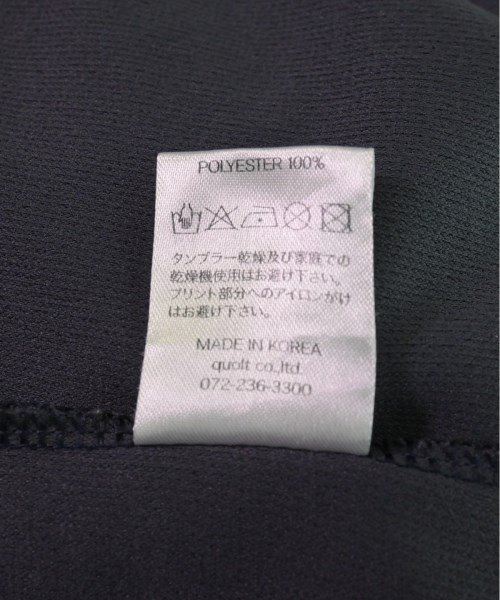 POLYESTER 100%
タンブラー乾燥及び家庭での
乾燥機使用はお避け下さい。
プリント部分へのアイロンがけ
はお避け下さい。
MADE IN KOREA
quolt co.,ltd
072-236-3300